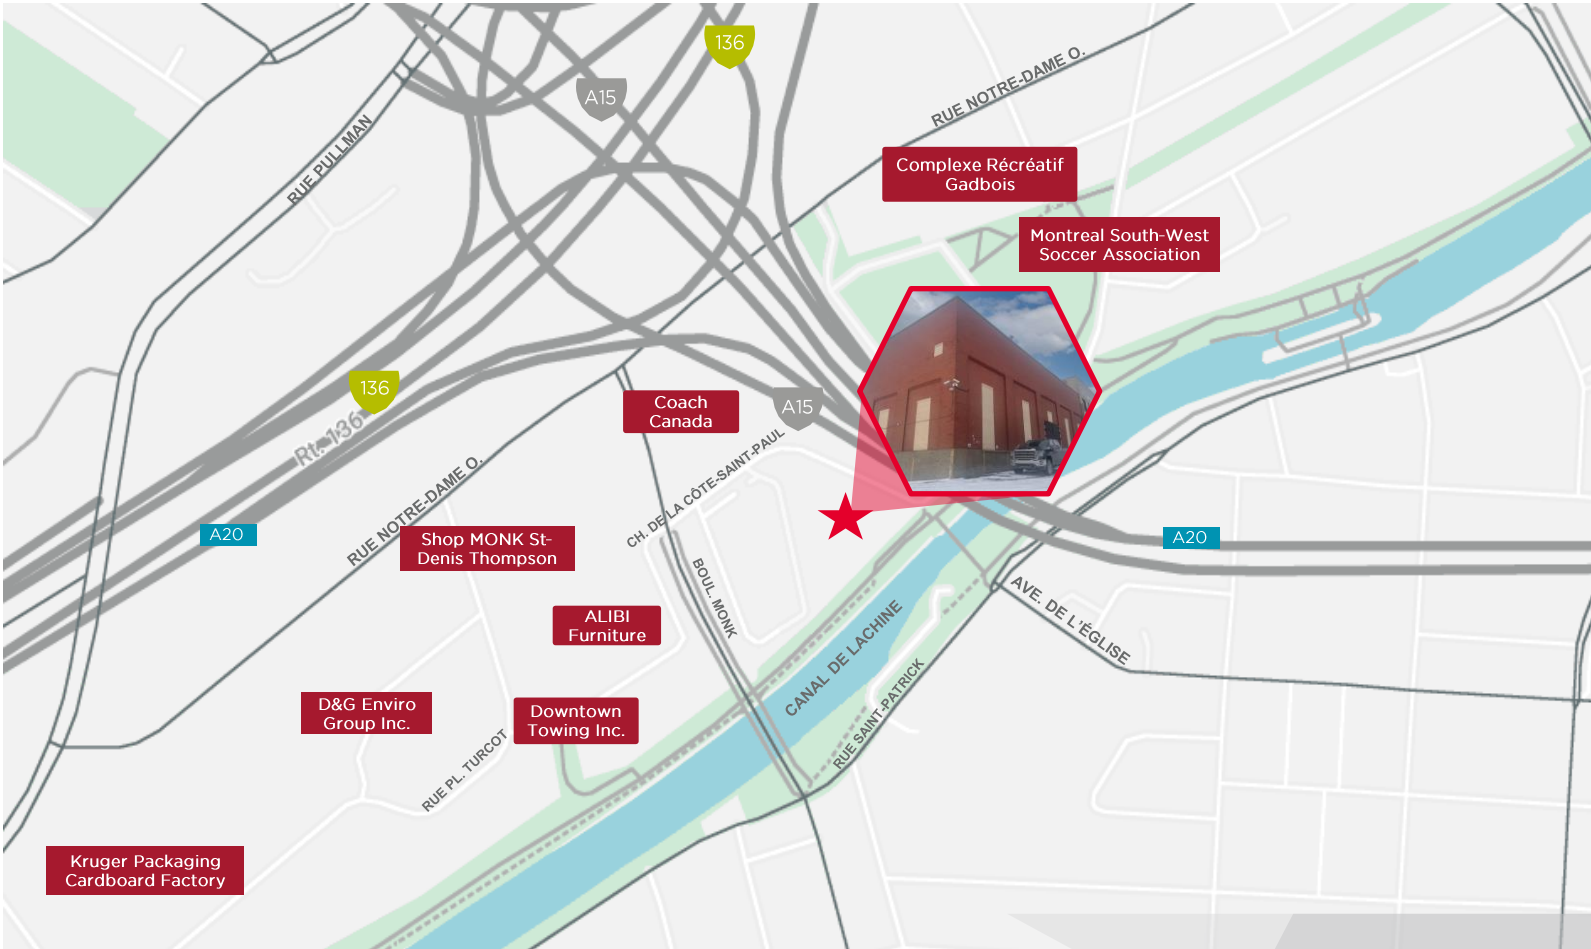 136
A15
RUE NOTRE-DAME O.
RUE PULLMAN
Complexe Récréatif
Gadbois
Montreal South-West
Soccer Association
136
Rt. 136
Coach
Canada
A15
CH. DE LA CÔTE-SAINT-PAUL
RUE NOTRE-DAME O.
A20
Shop MONK St-
Denis Thompson
A20
BOUL. MONK
AVE. DE L'ÉGLISE
ALIBI
Furniture
CANAL DE LACHINE
RUE SAINT-PATRICK
D&G Enviro
Group Inc.
Downtown
Towing Inc.
RUE PL. TURCOT
Kruger Packaging
Cardboard Factory